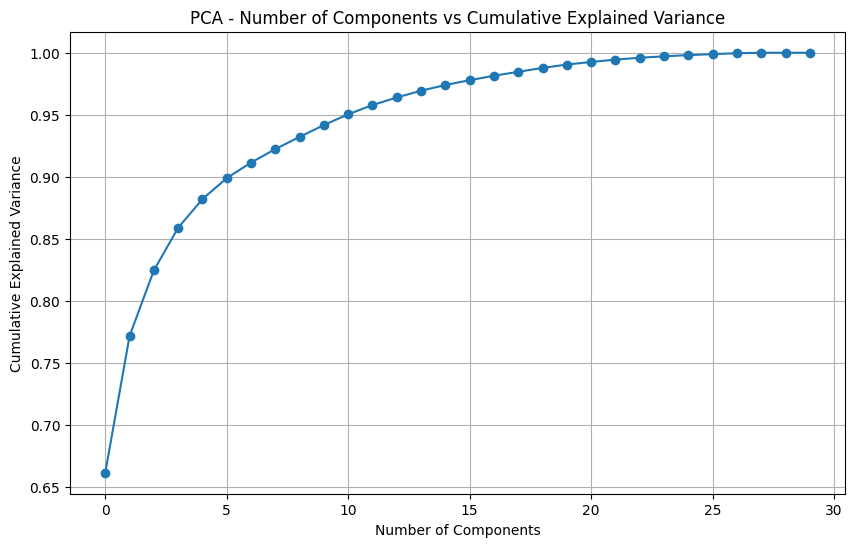 PCA - Number of Components vs Cumulative Explained Variance
Cumulative Explained Variance
1.00
0.95
0.90
0.85
0.80
0.75
0.70
0.65
0 5 10 15 20 25 30
Number of Components